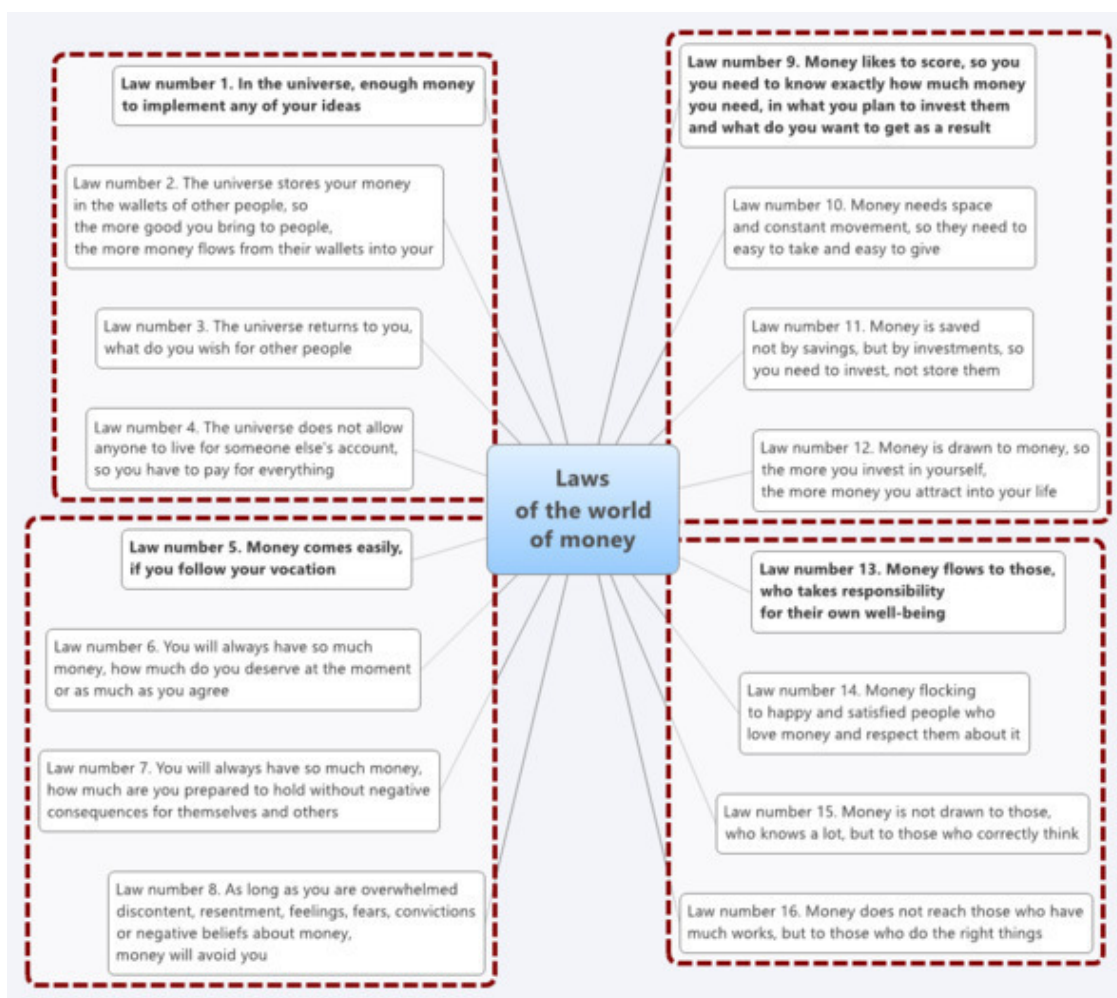 Law number 1. In the universe, enough money
to implement any of your ideas
Law number 2. The universe stores your money
in the wallets of other people, so
the more good you bring to people,
the more money flows from their wallets into your
Law number 3. The universe returns to you,
what do you wish for other people
Law number 4. The universe does not allow
anyone to live for someone else's account,
so you have to pay for everything
Law number 5. Money comes easily,
if you follow your vocation
Law number 6. You will always have so much
money, how much do you deserve at the moment
or as much as you agree
Law number 7. You will always have so much money,
how much are you prepared to hold without negative
consequences for themselves and others
Law number 8. As long as you are overwhelmed
discontent, resentment, feelings, fears, convictions
or negative beliefs about money,
money will avoid you
Laws
of the world
of money
Law number 9. Money likes to score, so you
you need to know exactly how much money
you need, in what you plan to invest them
and what do you want to get as a result
Law number 10. Money needs space
and constant movement, so they need to
easy to take and easy to give
Law number 11. Money is saved
not by savings, but by investments, so
you need to invest, not store them
Law number 12. Money is drawn to money, so
the more you invest in yourself,
the more money you attract into your life
Law number 13. Money flows to those,
who takes responsibility
for their own well-being
Law number 14. Money flocking
to happy and satisfied people who
love money and respect them about it
Law number 15. Money is not drawn to those,
who knows a lot, but to those who correctly think
Law number 16. Money does not reach those who have
much works, but to those who do the right things